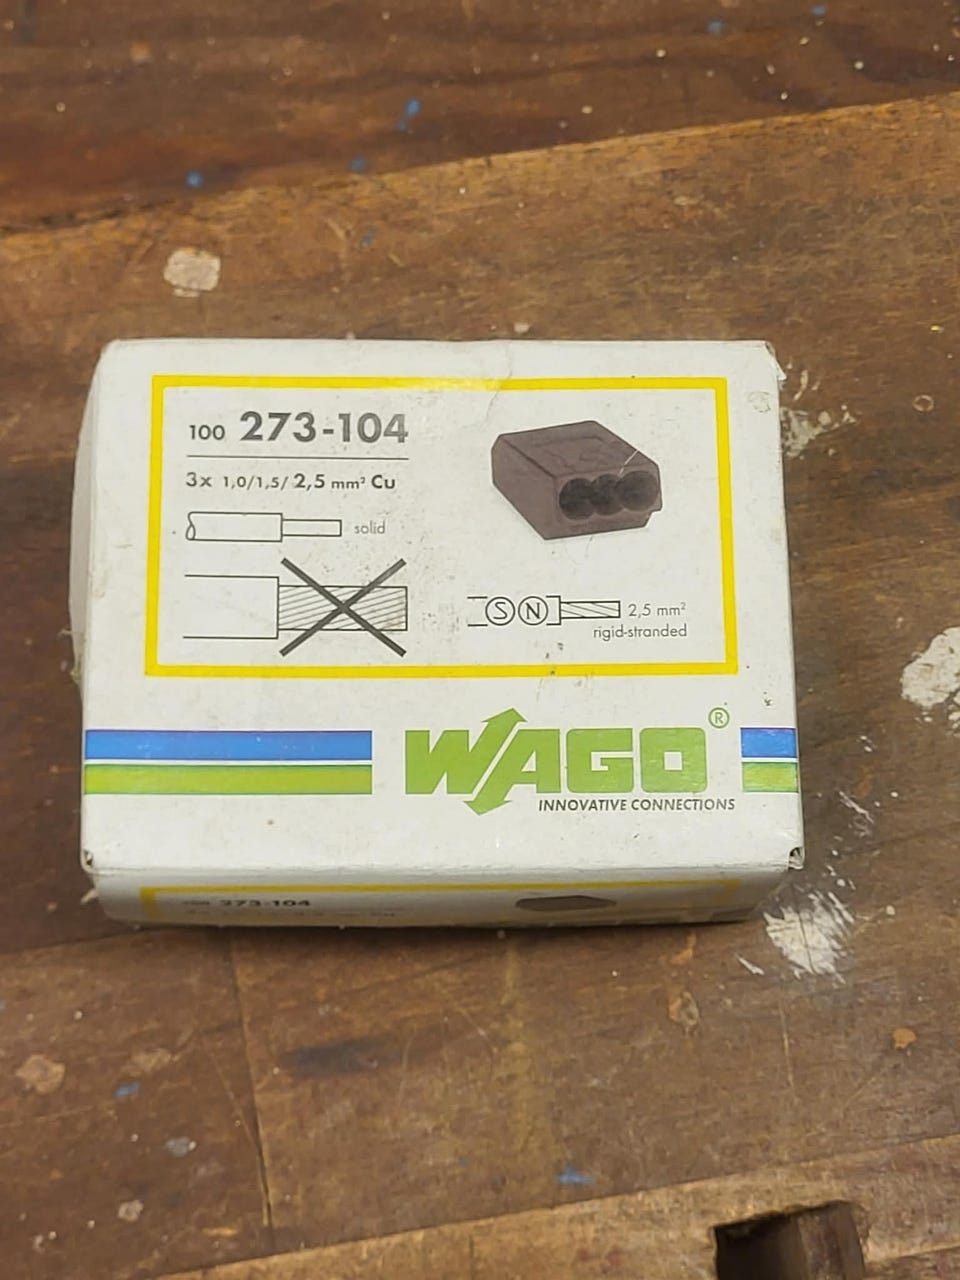 100 273-104
3x 1,0/1,5/ 2,5 mm² Cu
solid
S N 2,5 mm²
rigid-stranded
WAGO®
INNOVATIVE CONNECTIONS
100 273-104